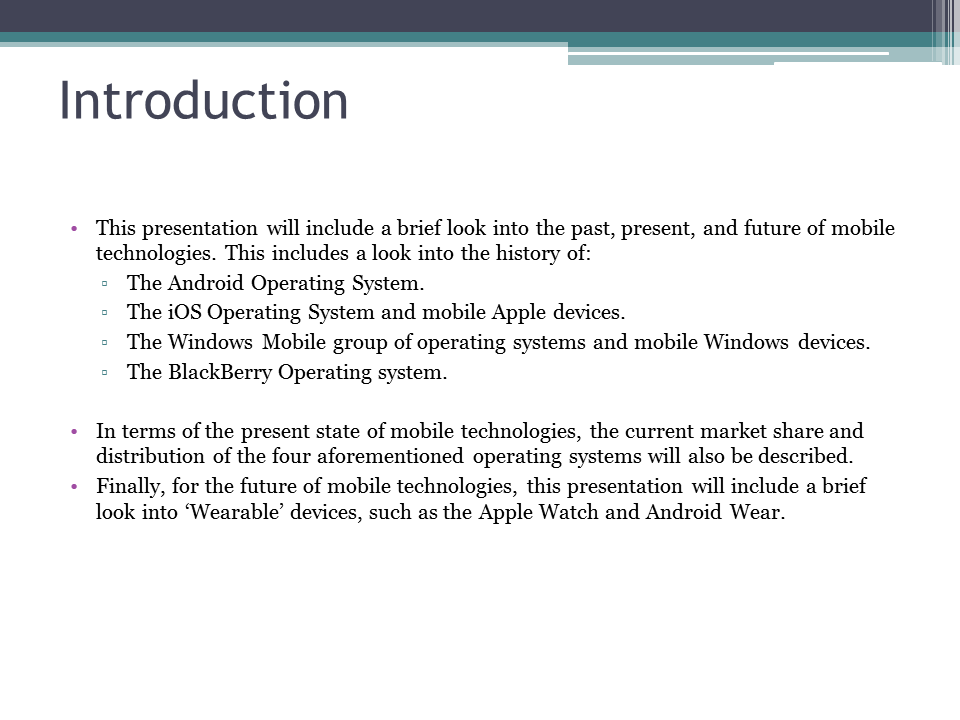 Introduction
• This presentation will include a brief look into the past, present, and future of mobile
technologies. This includes a look into the history of:
▫ The Android Operating System.
▫ The iOS Operating System and mobile Apple devices.
▫ The Windows Mobile group of operating systems and mobile Windows devices.
▫ The BlackBerry Operating system.
• In terms of the present state of mobile technologies, the current market share and
distribution of the four aforementioned operating systems will also be described.
• Finally, for the future of mobile technologies, this presentation will include a brief
look into ‘Wearable’ devices, such as the Apple Watch and Android Wear.